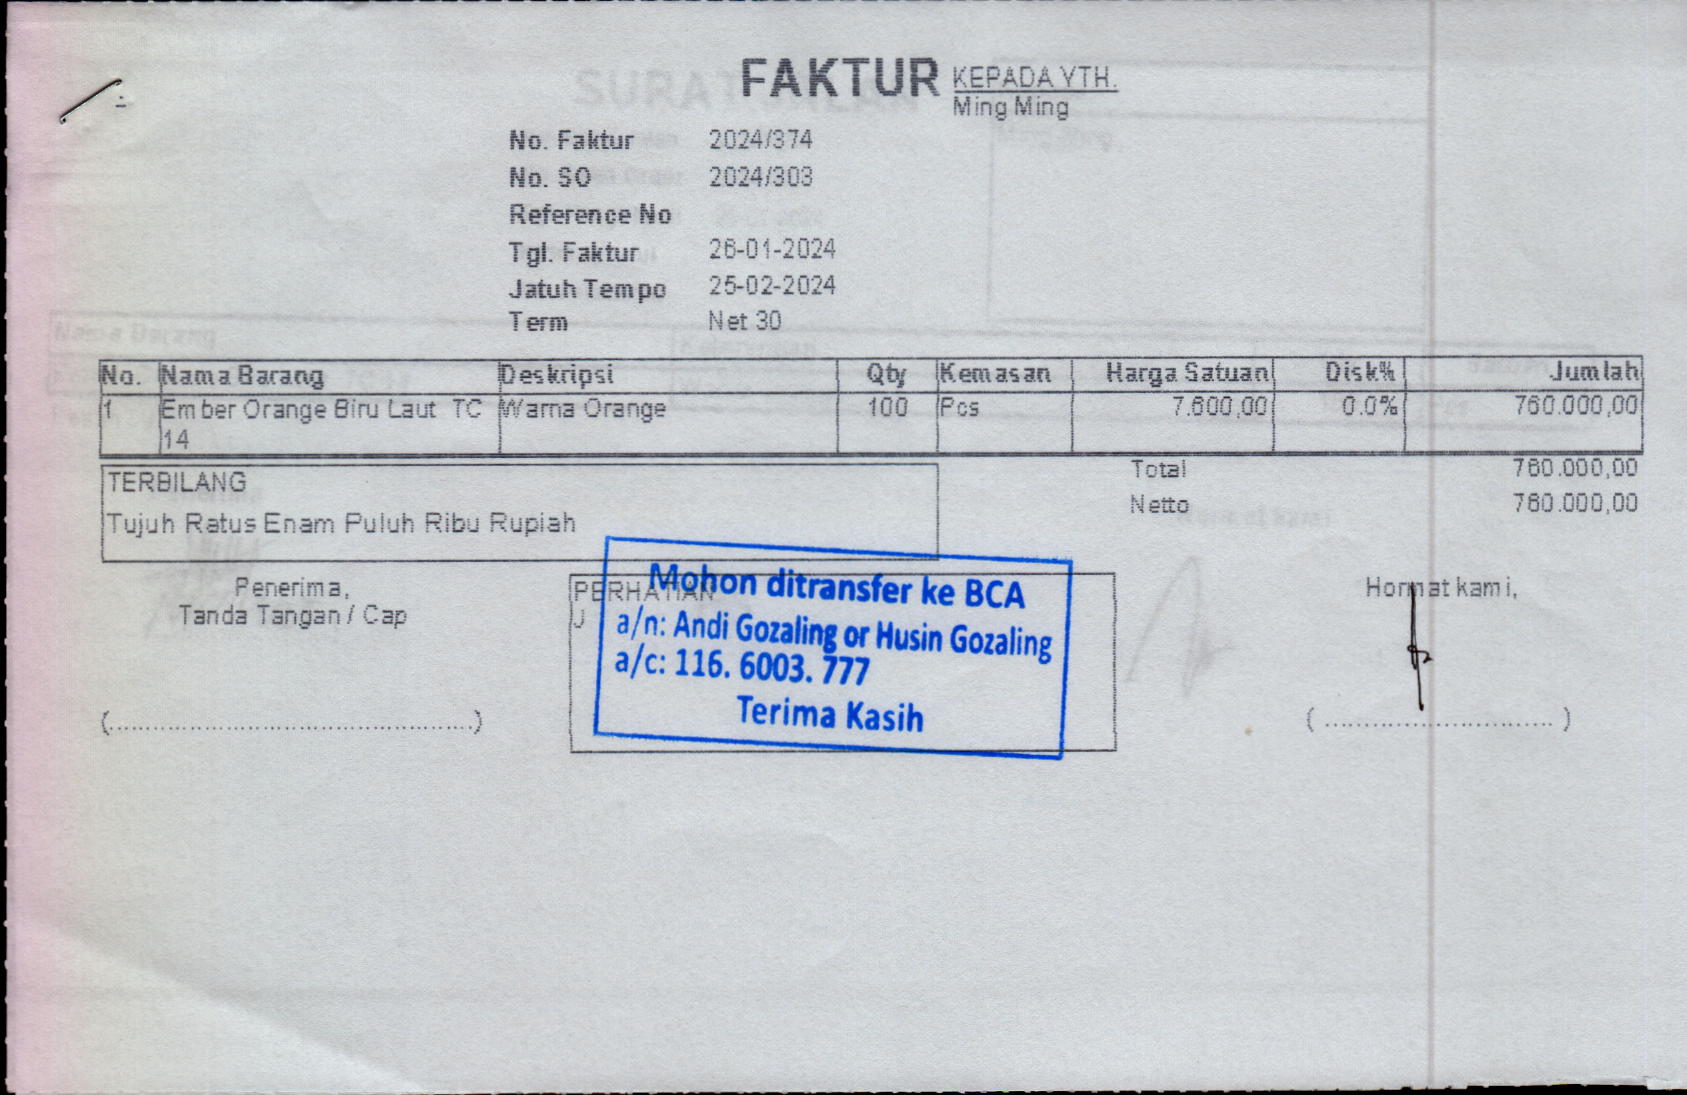 FAKTUR
KEPADA YTH.
Ming Ming
No. Faktur 2024/374
No. SO 2024/303
Reference No
Tgl. Faktur 26-01-2024
Jatuh Tempo 25-02-2024
Term Net 30
No. Nama Barang Deskripsi Qty Kemasan Harga Satuan Disk% Jumlah
1 Ember Orange Biru Laut TC Warna Orange 100 Pcs 7.600,00 0.0% 760.000,00
14
Total 760.000,00
Netto 760.000,00
TERBILANG
Tujuh Ratus Enam Puluh Ribu Rupiah
Penerima,
Tanda Tangan / Cap
(...............................................)
PERHATIAN
Mohon ditransfer ke BCA
a/n: Andi Gozaling or Husin Gozaling
a/c: 116. 6003. 777
Terima Kasih
Hormat kami,
(.............................)